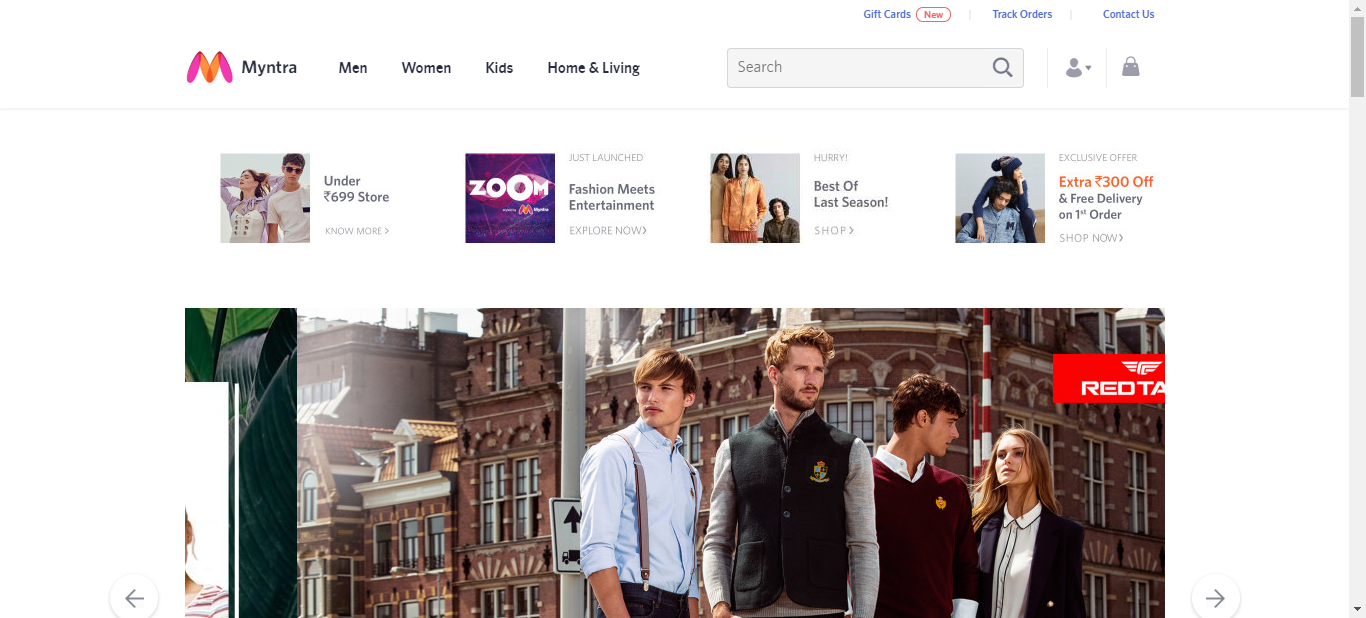 Gift Cards New Track Orders Contact Us
Myntra Men Women Kids Home & Living Search
Under
₹699 Store
KNOW MORE >
ZOOM
Myntra
JUST LAUNCHED
Fashion Meets
Entertainment
EXPLORE NOW>
HURRY!
Best Of
Last Season!
SHOP >
M
EXCLUSIVE OFFER
Extra ₹300 Off
& Free Delivery
on 1st Order
SHOP NOW>
REDTA